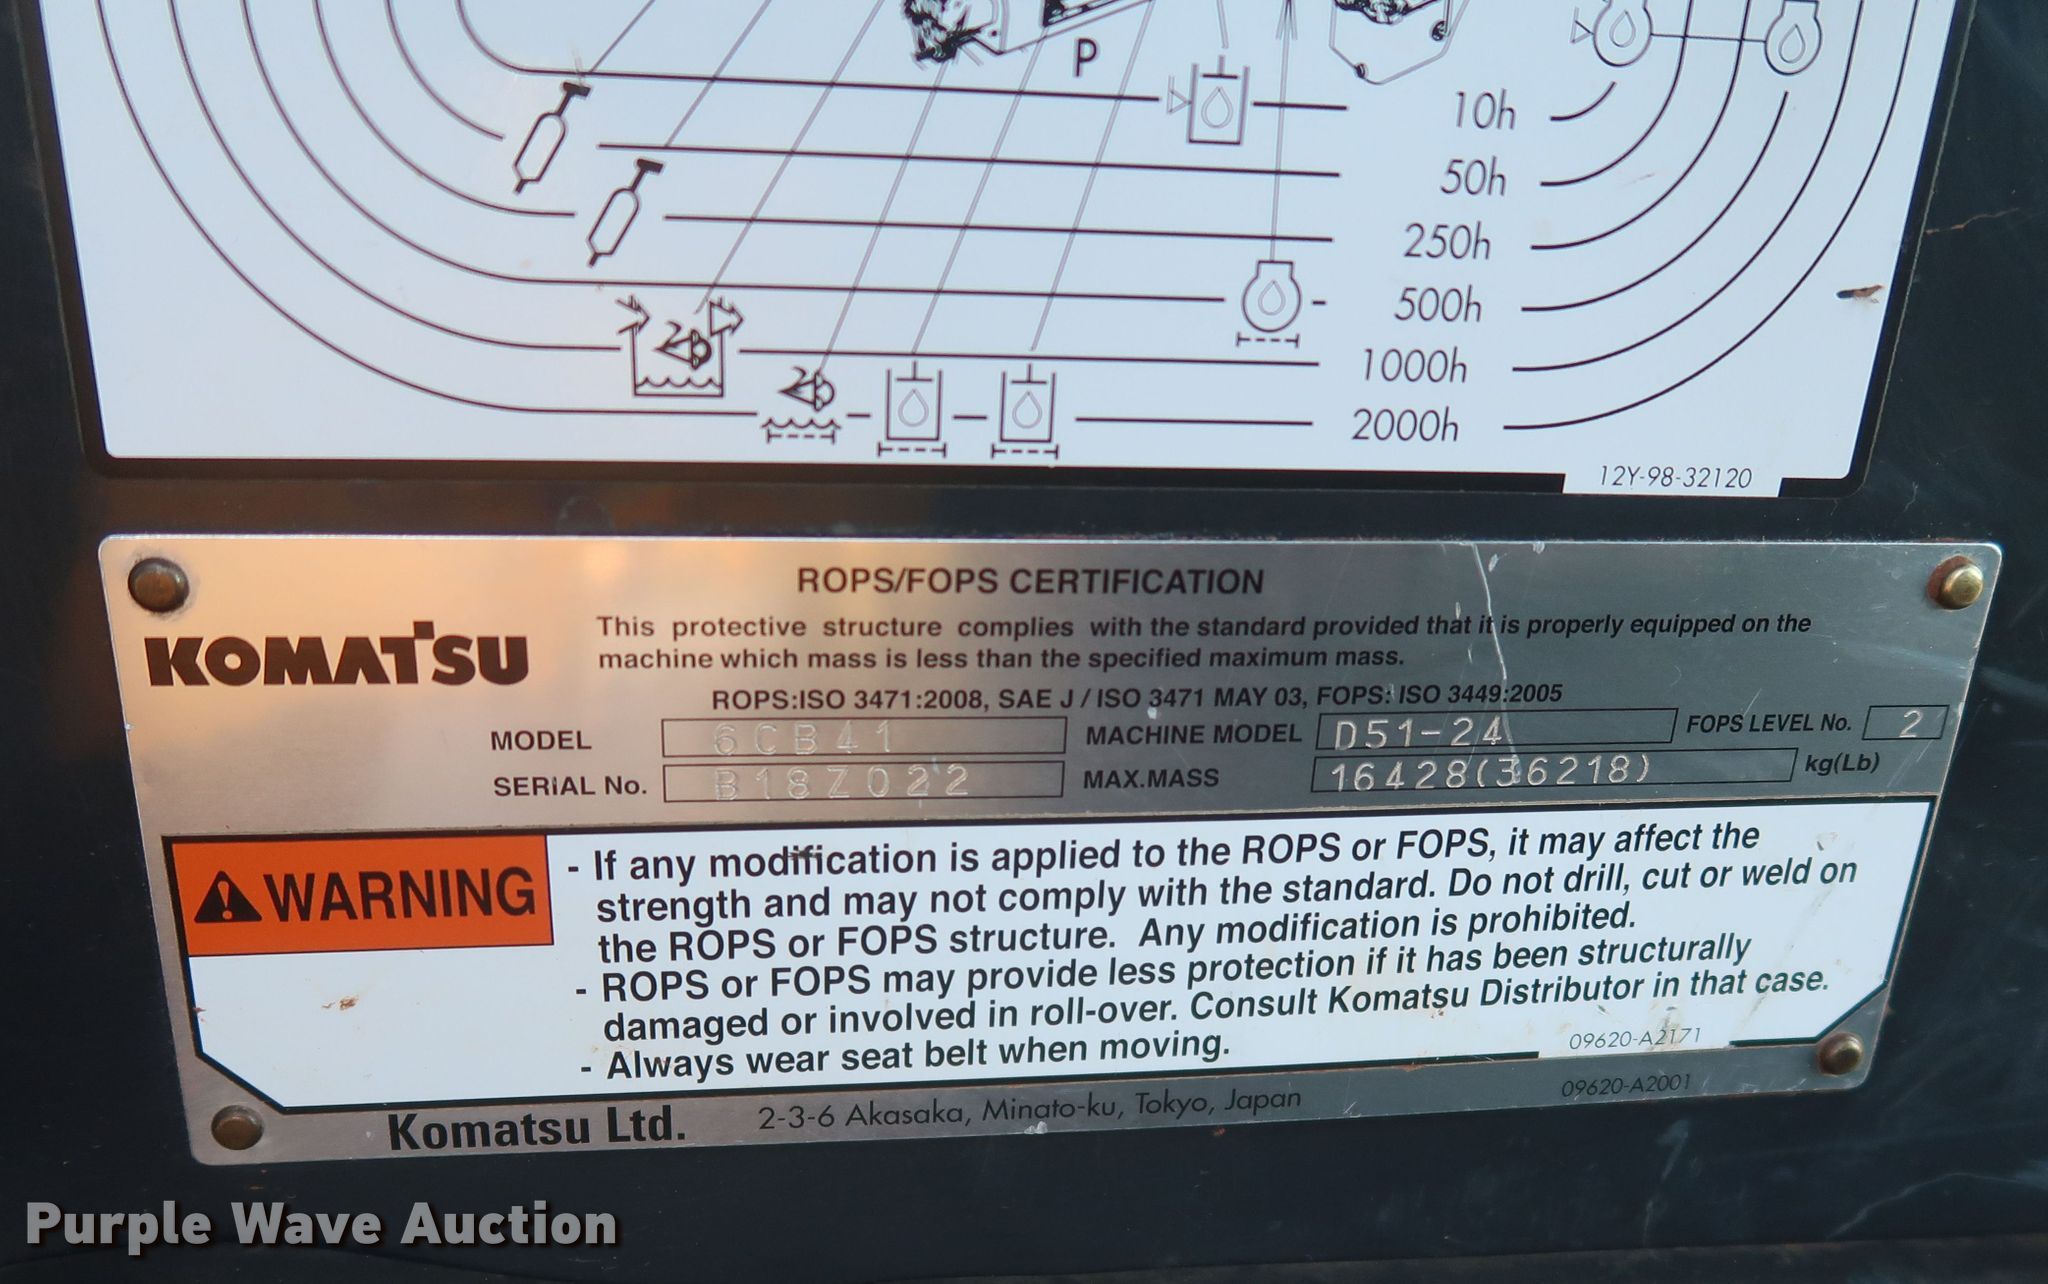 P
10h
50h
250h
500h
1000h
2000h
12Y-98-32120
ROPS/FOPS CERTIFICATION
KOMATSU
This protective structure complies with the standard provided that it is properly equipped on the
machine which mass is less than the specified maximum mass.
ROPS:ISO 3471:2008, SAE J / ISO 3471 MAY 03, FOPS: ISO 3449:2005
MODEL 6CB41 MACHINE MODEL D51-24 FOPS LEVEL No. 2
SERIAL No. B18Z022 MAX.MASS 16428(36218) kg(Lb)
WARNING
- If any modification is applied to the ROPS or FOPS, it may affect the
strength and may not comply with the standard. Do not drill, cut or weld on
the ROPS or FOPS structure. Any modification is prohibited.
- ROPS or FOPS may provide less protection if it has been structurally
damaged or involved in roll-over. Consult Komatsu Distributor in that case.
- Always wear seat belt when moving.
09620-A2171
Komatsu Ltd. 2-3-6 Akasaka, Minato-ku, Tokyo, Japan 09620-A2001
Purple Wave Auction